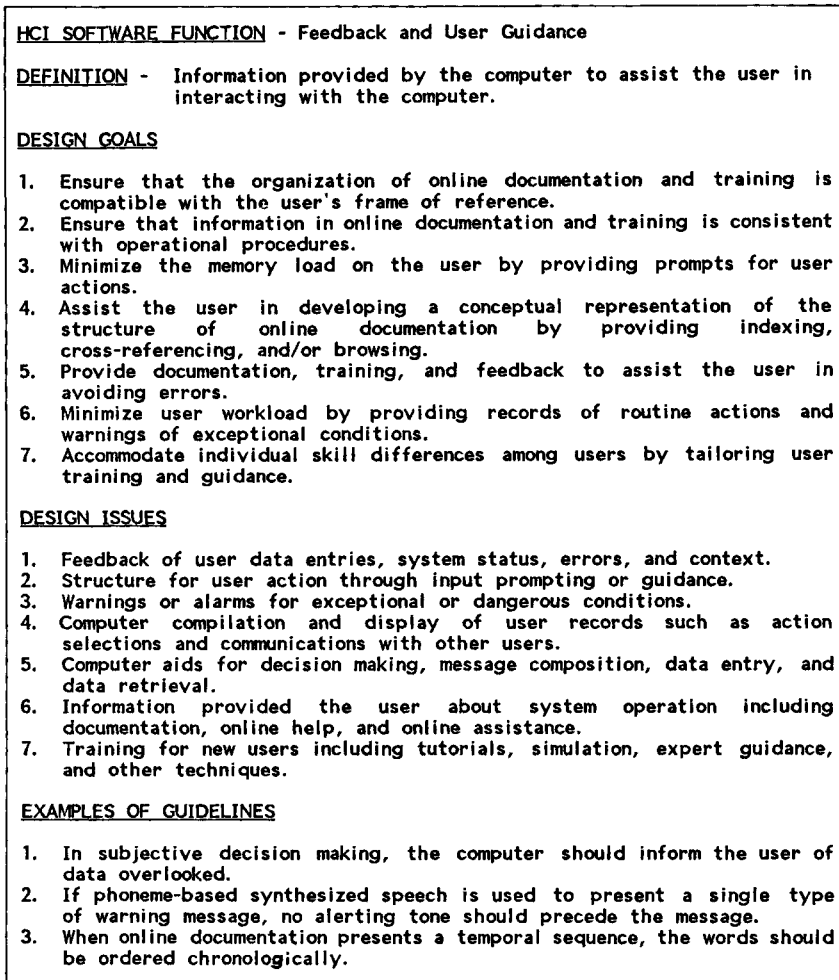 HCI SOFTWARE FUNCTION - Feedback and User Guidance
DEFINITION - Information provided by the computer to assist the user in
interacting with the computer.
DESIGN GOALS
1. Ensure that the organization of online documentation and training is
compatible with the user's frame of reference.
2. Ensure that information in online documentation and training is consistent
with operational procedures.
3. Minimize the memory load on the user by providing prompts for user
actions.
4. Assist the user in developing a conceptual representation of the
structure of online documentation by providing indexing,
cross-referencing, and/or browsing.
5. Provide documentation, training, and feedback to assist the user in
avoiding errors.
6. Minimize user workload by providing records of routine actions and
warnings of exceptional conditions.
7. Accommodate individual skill differences among users by tailoring user
training and guidance.
DESIGN ISSUES
1. Feedback of user data entries, system status, errors, and context.
2. Structure for user action through input prompting or guidance.
3. Warnings or alarms for exceptional or dangerous conditions.
4. Computer compilation and display of user records such as action
selections and communications with other users.
5. Computer aids for decision making, message composition, data entry, and
data retrieval.
6. Information provided the user about system operation including
documentation, online help, and online assistance.
7. Training for new users including tutorials, simulation, expert guidance,
and other techniques.
EXAMPLES OF GUIDELINES
1. In subjective decision making, the computer should inform the user of
data overlooked.
2. If phoneme-based synthesized speech is used to present a single type
of warning message, no alerting tone should precede the message.
3. When online documentation presents a temporal sequence, the words should
be ordered chronologically.